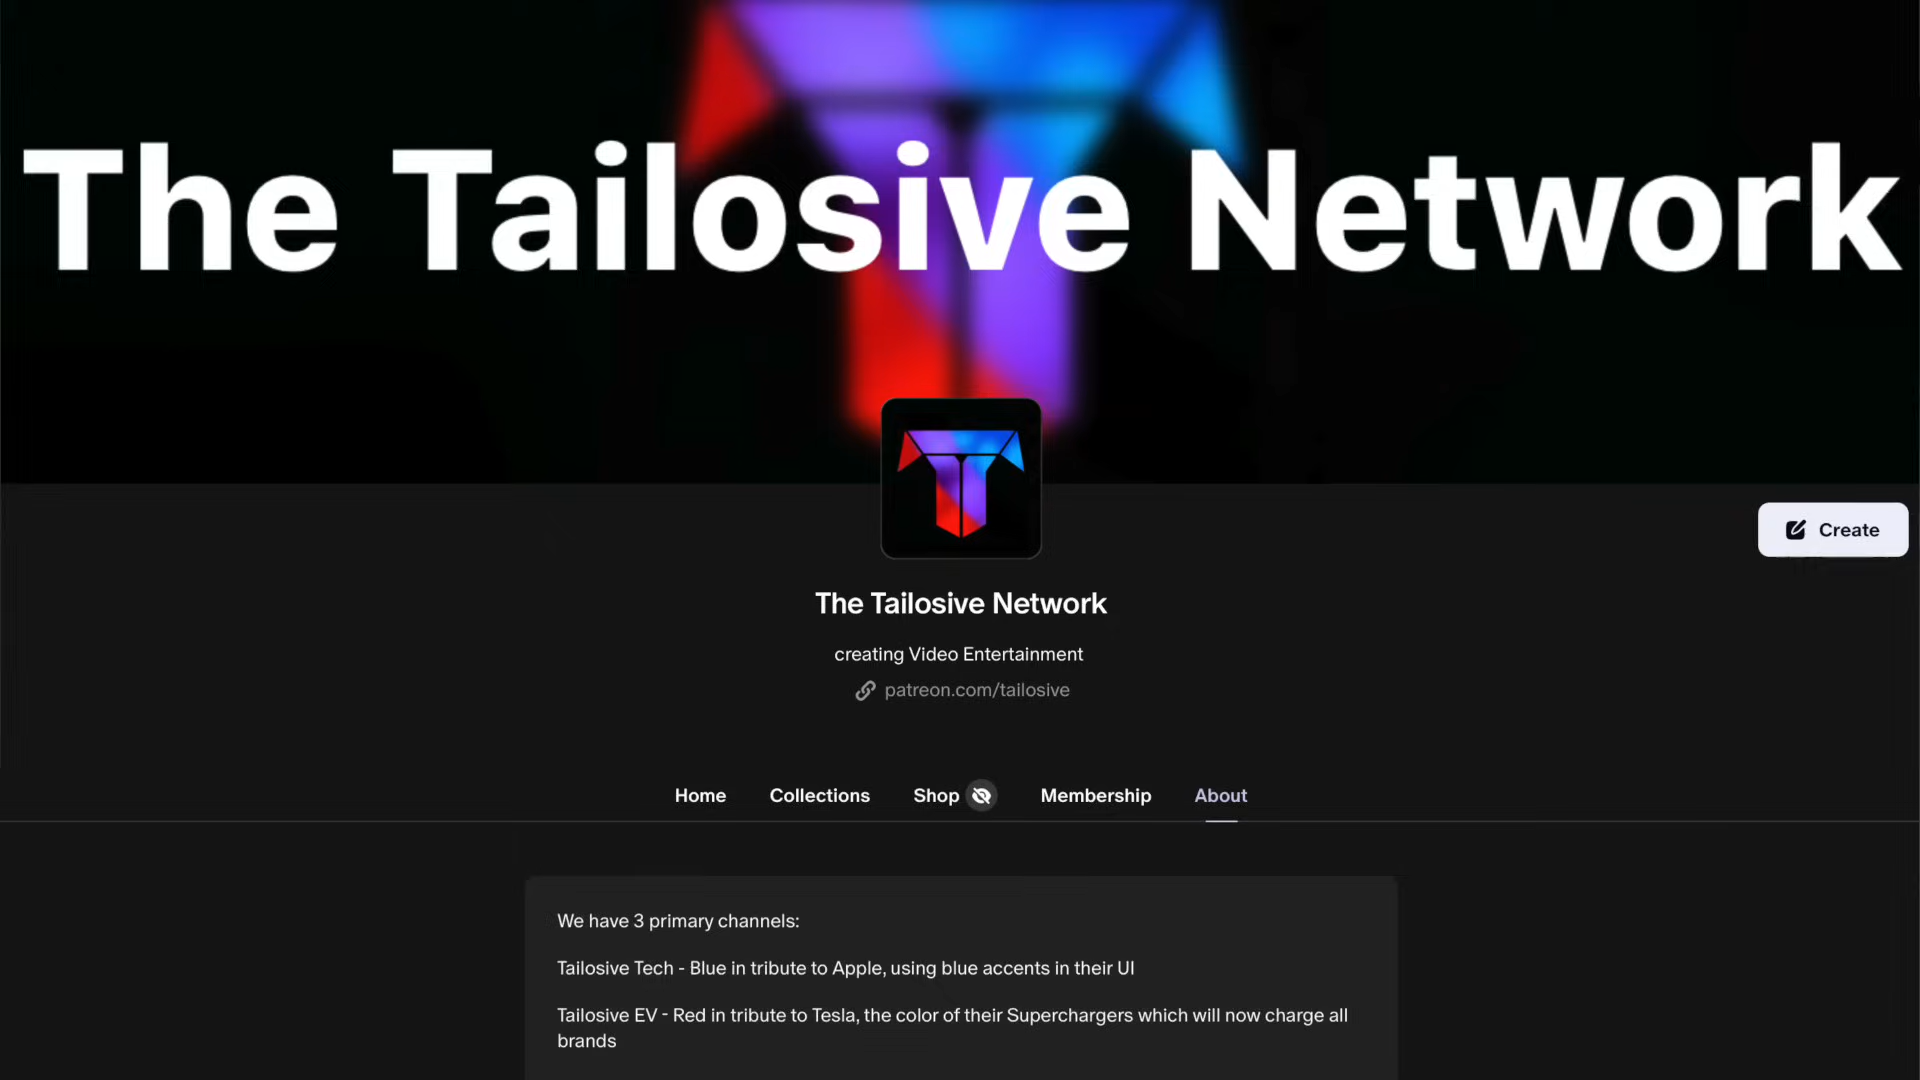 The Tailosive Network
Create
The Tailosive Network
creating Video Entertainment
patreon.com/tailosive
Home Collections Shop Membership About
We have 3 primary channels:
Tailosive Tech - Blue in tribute to Apple, using blue accents in their UI
Tailosive EV - Red in tribute to Tesla, the color of their Superchargers which will now charge all
brands